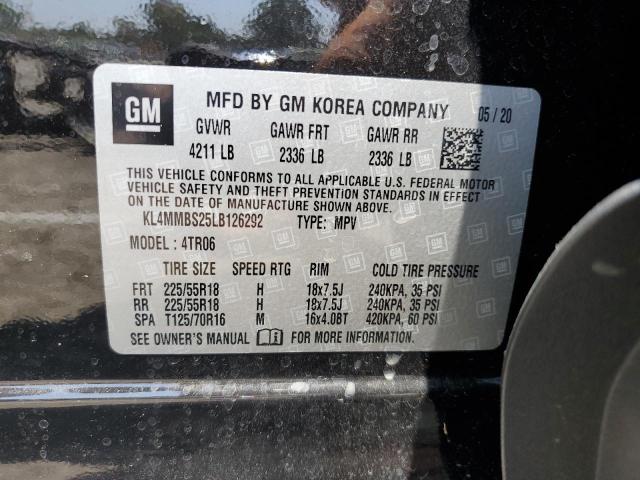 GM
MFD BY GM KOREA COMPANY 05/20
GVWR GAWR FRT GAWR RR
4211 LB 2336 LB 2336 LB
THIS VEHICLE CONFORMS TO ALL APPLICABLE U.S. FEDERAL MOTOR
VEHICLE SAFETY AND THEFT PREVENTION STANDARDS IN EFFECT
ON THE DATE OF MANUFACTURE SHOWN ABOVE.
KL4MMBS25LB126292 TYPE: MPV
MODEL: 4TR06
TIRE SIZE SPEED RTG RIM COLD TIRE PRESSURE
FRT 225/55R18 H 18x7.5J 240KPA, 35 PSI
RR 225/55R18 H 18x7.5J 240KPA, 35 PSI
SPA T125/70R16 M 16x4.0BT 420KPA, 60 PSI
SEE OWNER'S MANUAL FOR MORE INFORMATION.